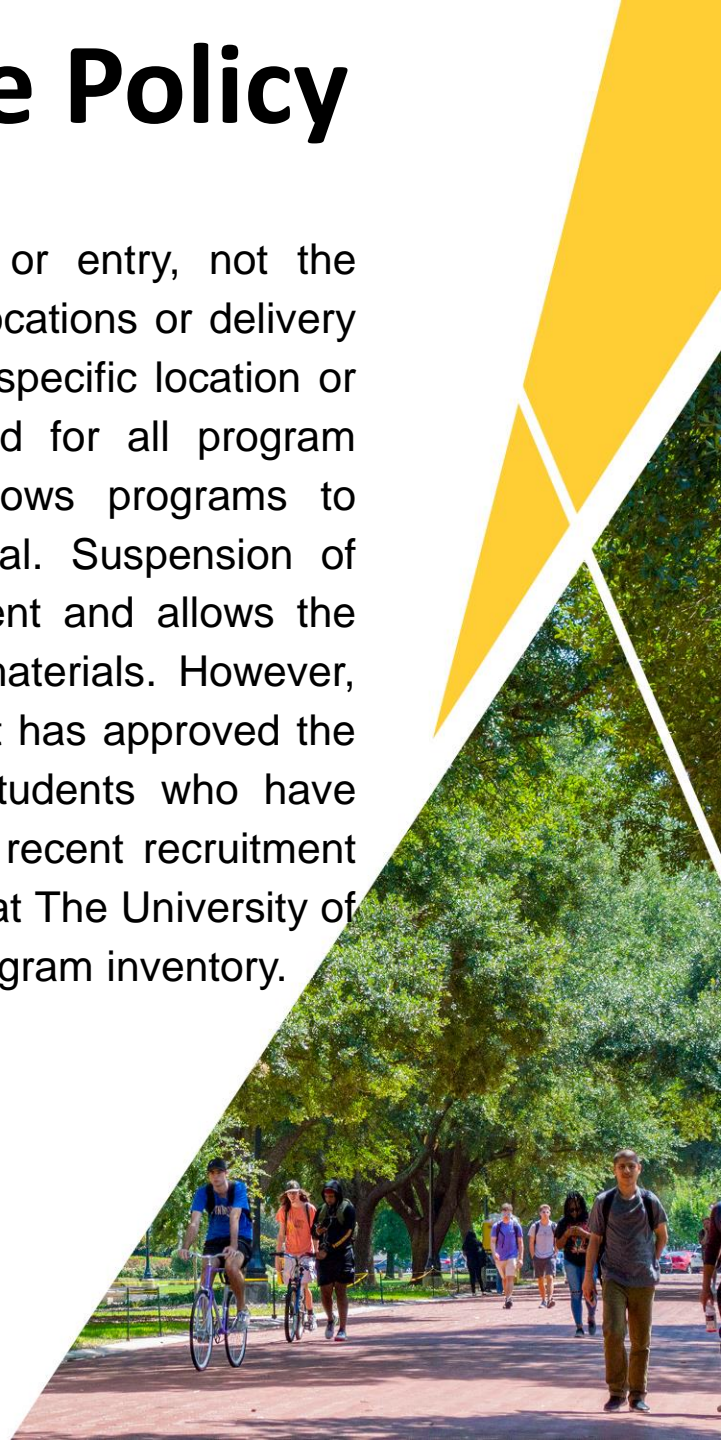 e Policy
or entry, not the
ocations or delivery
specific location or
d for all program
ows programs to
al. Suspension of
ent and allows the
naterials. However,
t has approved the
tudents who have
recent recruitment
at The University of
gram inventory.